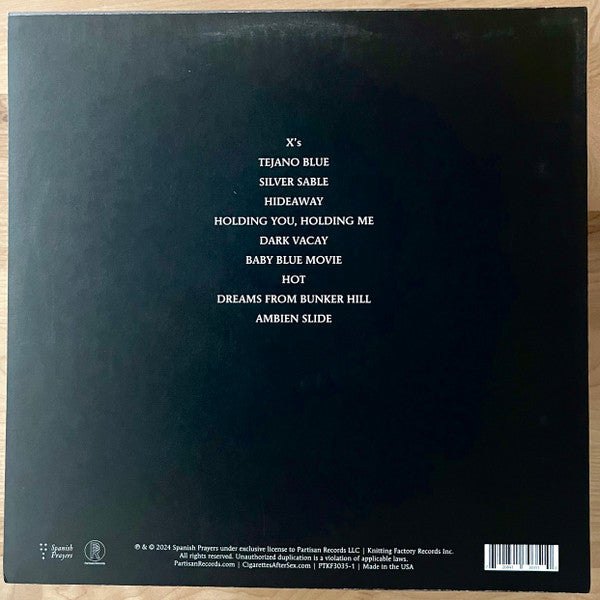 X's
TEJANO BLUE
SILVER SABLE
HIDEAWAY
HOLDING YOU, HOLDING ME
DARK VACAY
BABY BLUE MOVIE
HOT
DREAMS FROM BUNKER HILL
AMBIEN SLIDE
Spanish
Prayers
℗ & © 2024 Spanish Prayers under exclusive license to Partisan Records LLC | Knitting Factory Records Inc.
All rights reserved. Unauthorized duplication is a violation of applicable laws.
PartisanRecords.com | CigarettesAfterSex.com | PTKF3035-1 | Made in the USA